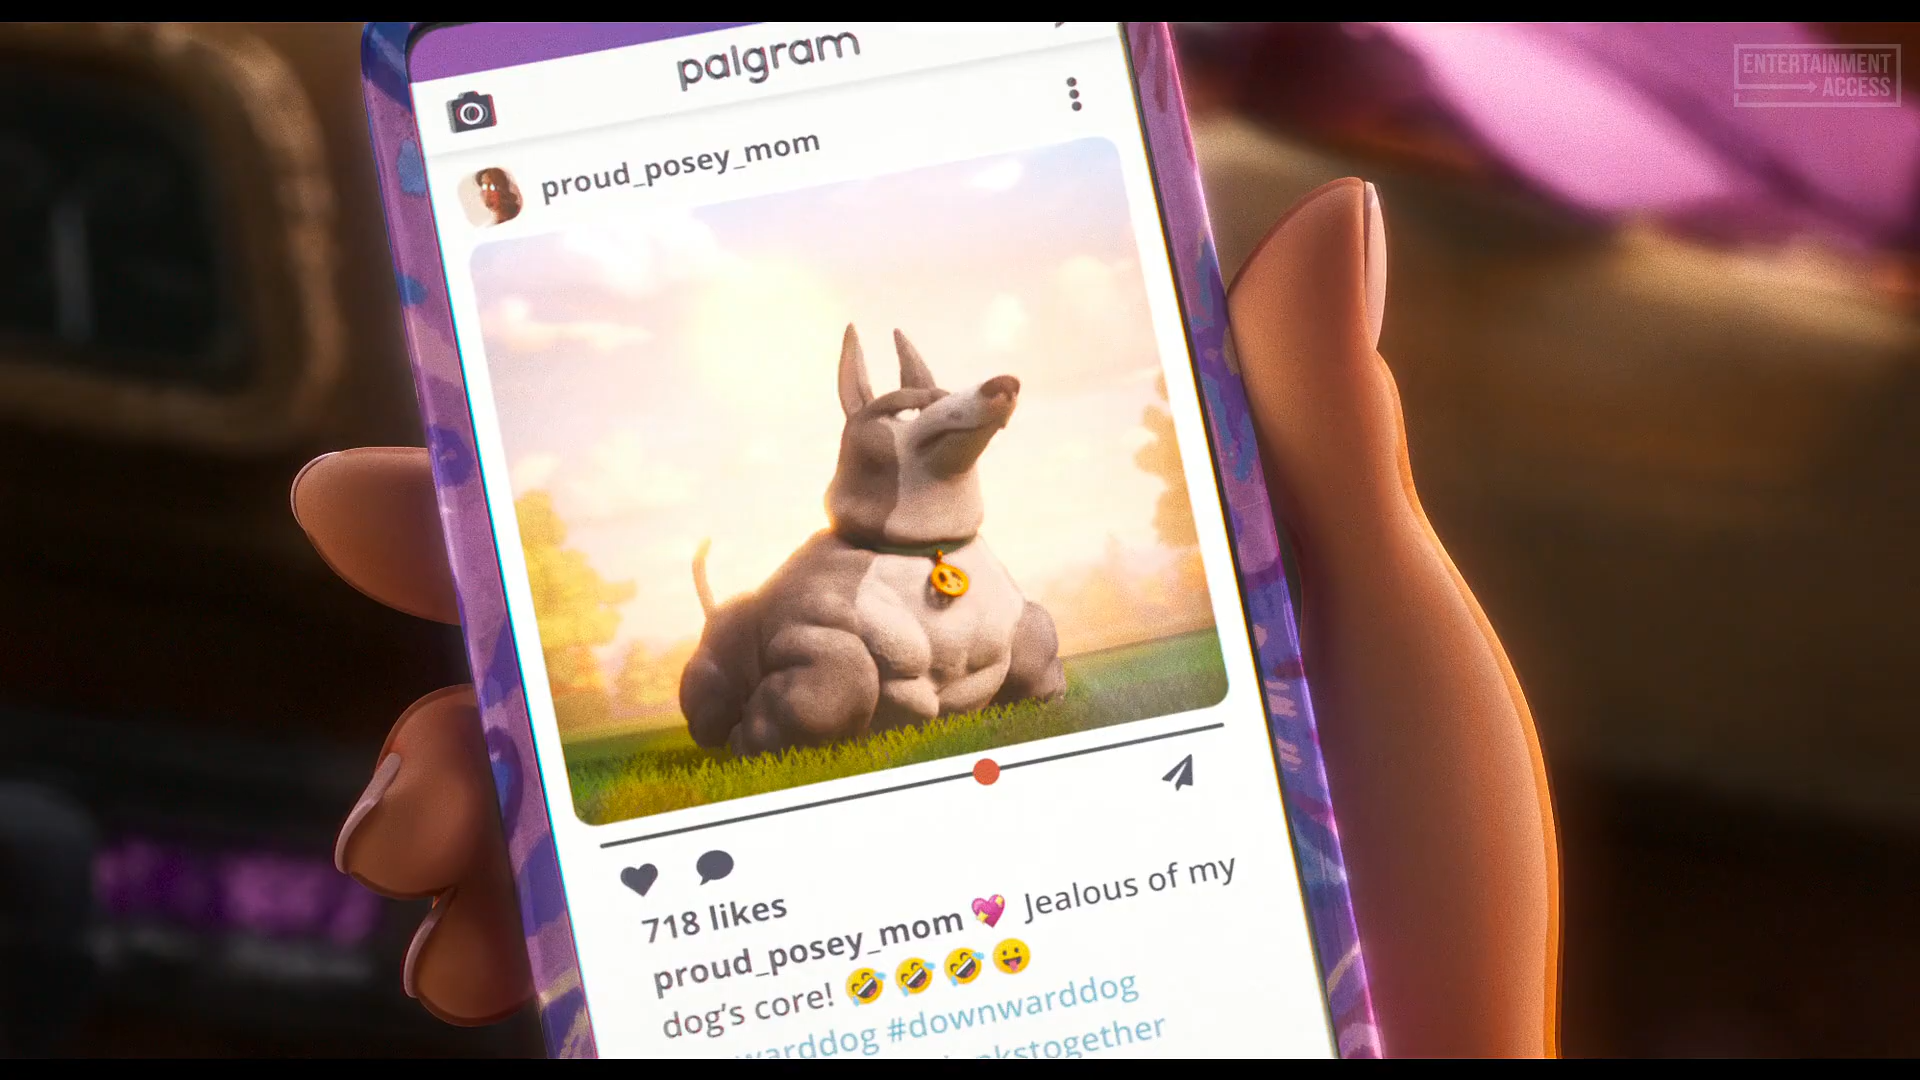 ENTERTAINMENT
ACCESS
palgram
proud_posey_mom
718 likes
proud_posey_mom 💖 Jealous of my
dog's core! 🤣 🤣 🤣 😛
#downwarddog